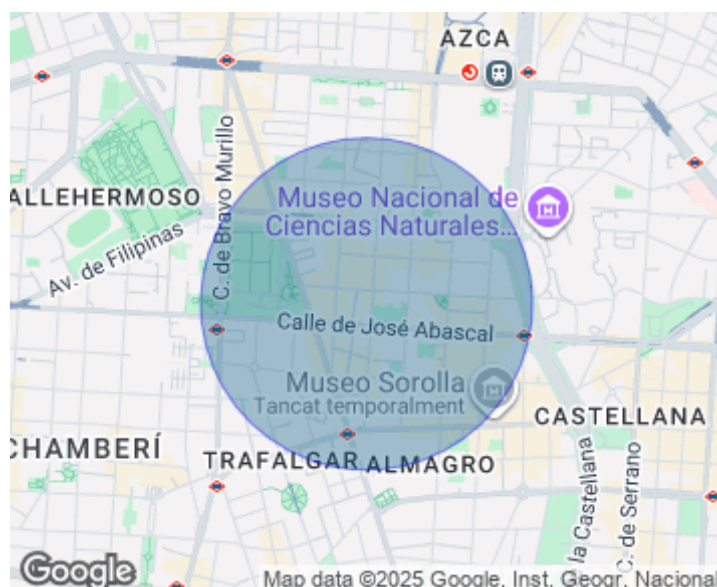 AZCA
ALLEHERMOSO
C. de Bravo Murillo
Museo Nacional de
Ciencias Naturales...
Av. de Filipinas
Calle de José Abascal
Museo Sorolla
Tancat temporalment
CASTELLANA
CHAMBERÍ
TRAFALGAR
ALMAGRO
la Castellana
C. de Serrano
Google
Map data ©2025 Google, Inst. Geogr. Nacional